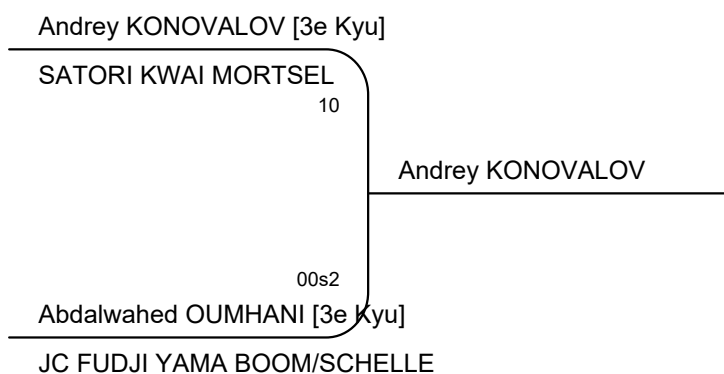 Andrey KONOVALOV [3e Kyu]
SATORI KWAI MORTSEL
10
Andrey KONOVALOV
00s2
Abdalwahed OUMHANI [3e Kyu]
JC FUDJI YAMA BOOM/SCHELLE